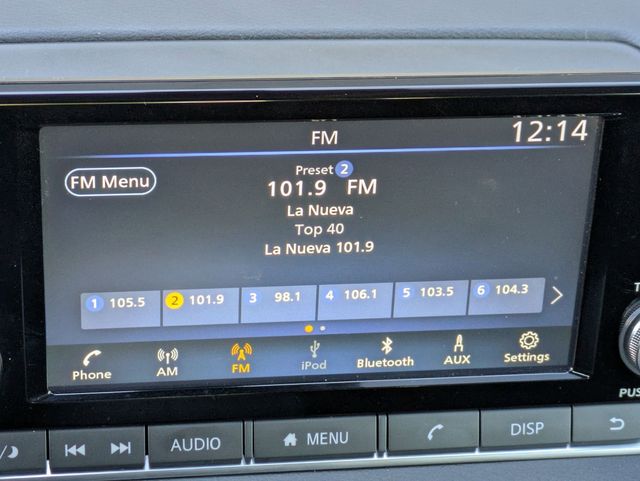 FM
12:14
FM Menu
Preset 2
101.9 FM
La Nueva
Top 40
La Nueva 101.9
1 105.5 2 101.9 3 98.1 4 106.1 5 103.5 6 104.3
Phone AM FM iPod Bluetooth AUX Settings
AUDIO MENU DISP